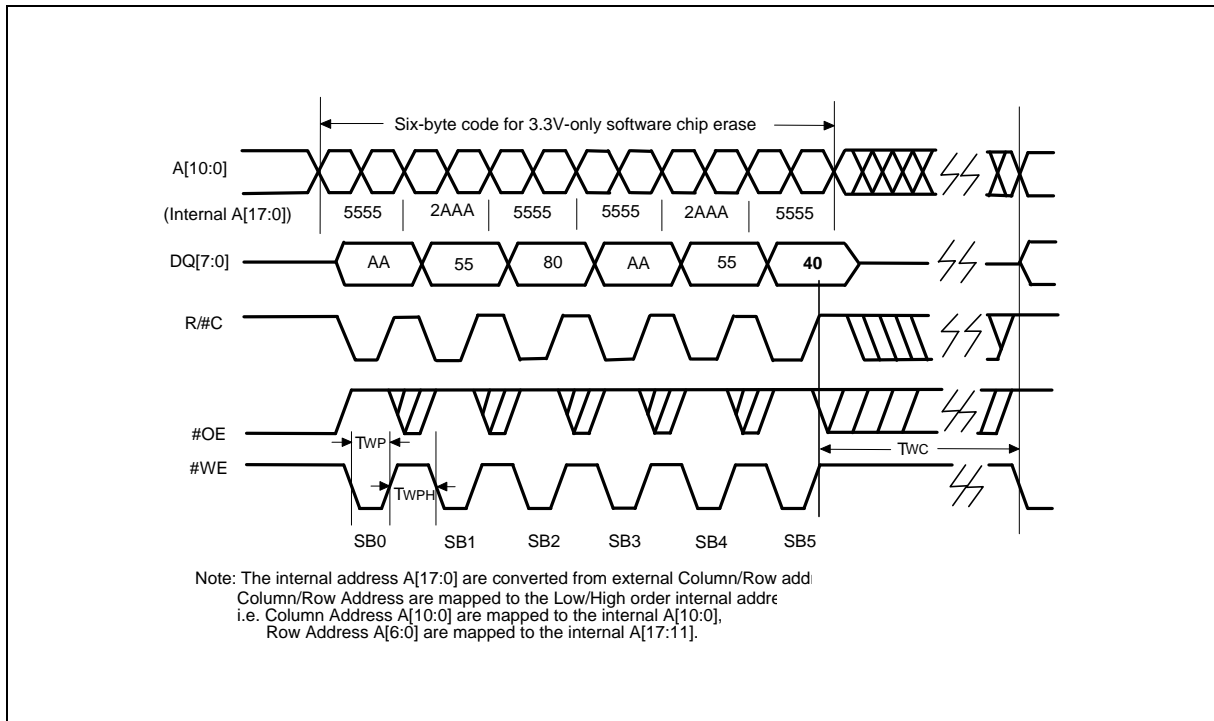 Six-byte code for 3.3V-only software chip erase
A[10:0]
(Internal A[17:0])
5555 2AAA 5555 5555 2AAA 5555
DQ[7:0]
AA 55 80 AA 55 40
R/#C
#OE
TWP
TWC
#WE
TWPH
SB0 SB1 SB2 SB3 SB4 SB5
Note: The internal address A[17:0] are converted from external Column/Row
Column/Row Address are mapped to the Low/High order internal
i.e. Column Address A[10:0] are mapped to the internal A[10:0],
Row Address A[6:0] are mapped to the internal A[17:11].